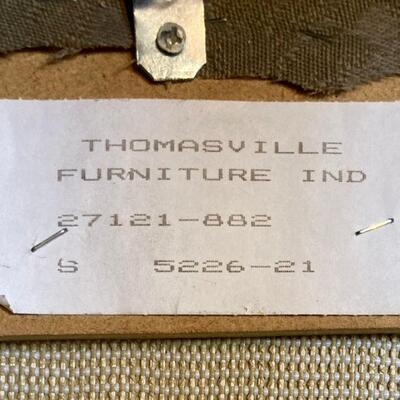 THOMASVILLE
FURNITURE IND
27121-882
S 5226-21